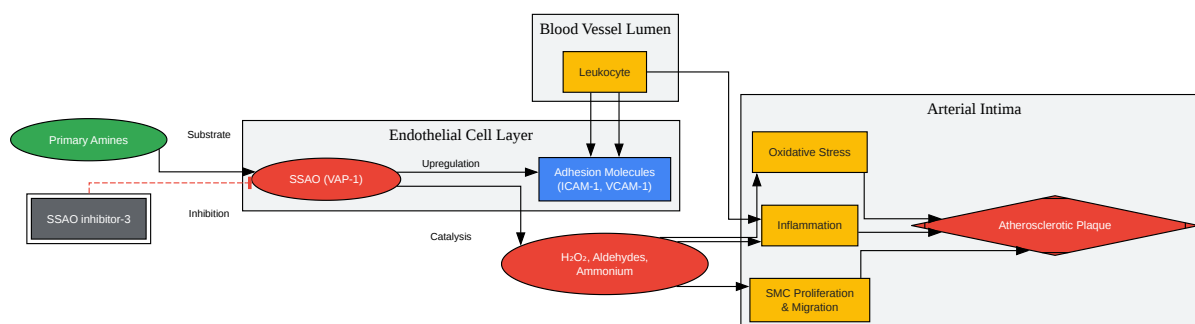 Blood Vessel Lumen
Leukocyte
Arterial Intima
Primary Amines
Substrate
Endothelial Cell Layer
Oxidative Stress
SSAO (VAP-1)
Upregulation
Adhesion Molecules
(ICAM-1, VCAM-1)
SSAO inhibitor-3
Inhibition
Catalysis
Inflammation
Atherosclerotic Plaque
H₂O₂, Aldehydes,
Ammonium
SMC Proliferation
& Migration